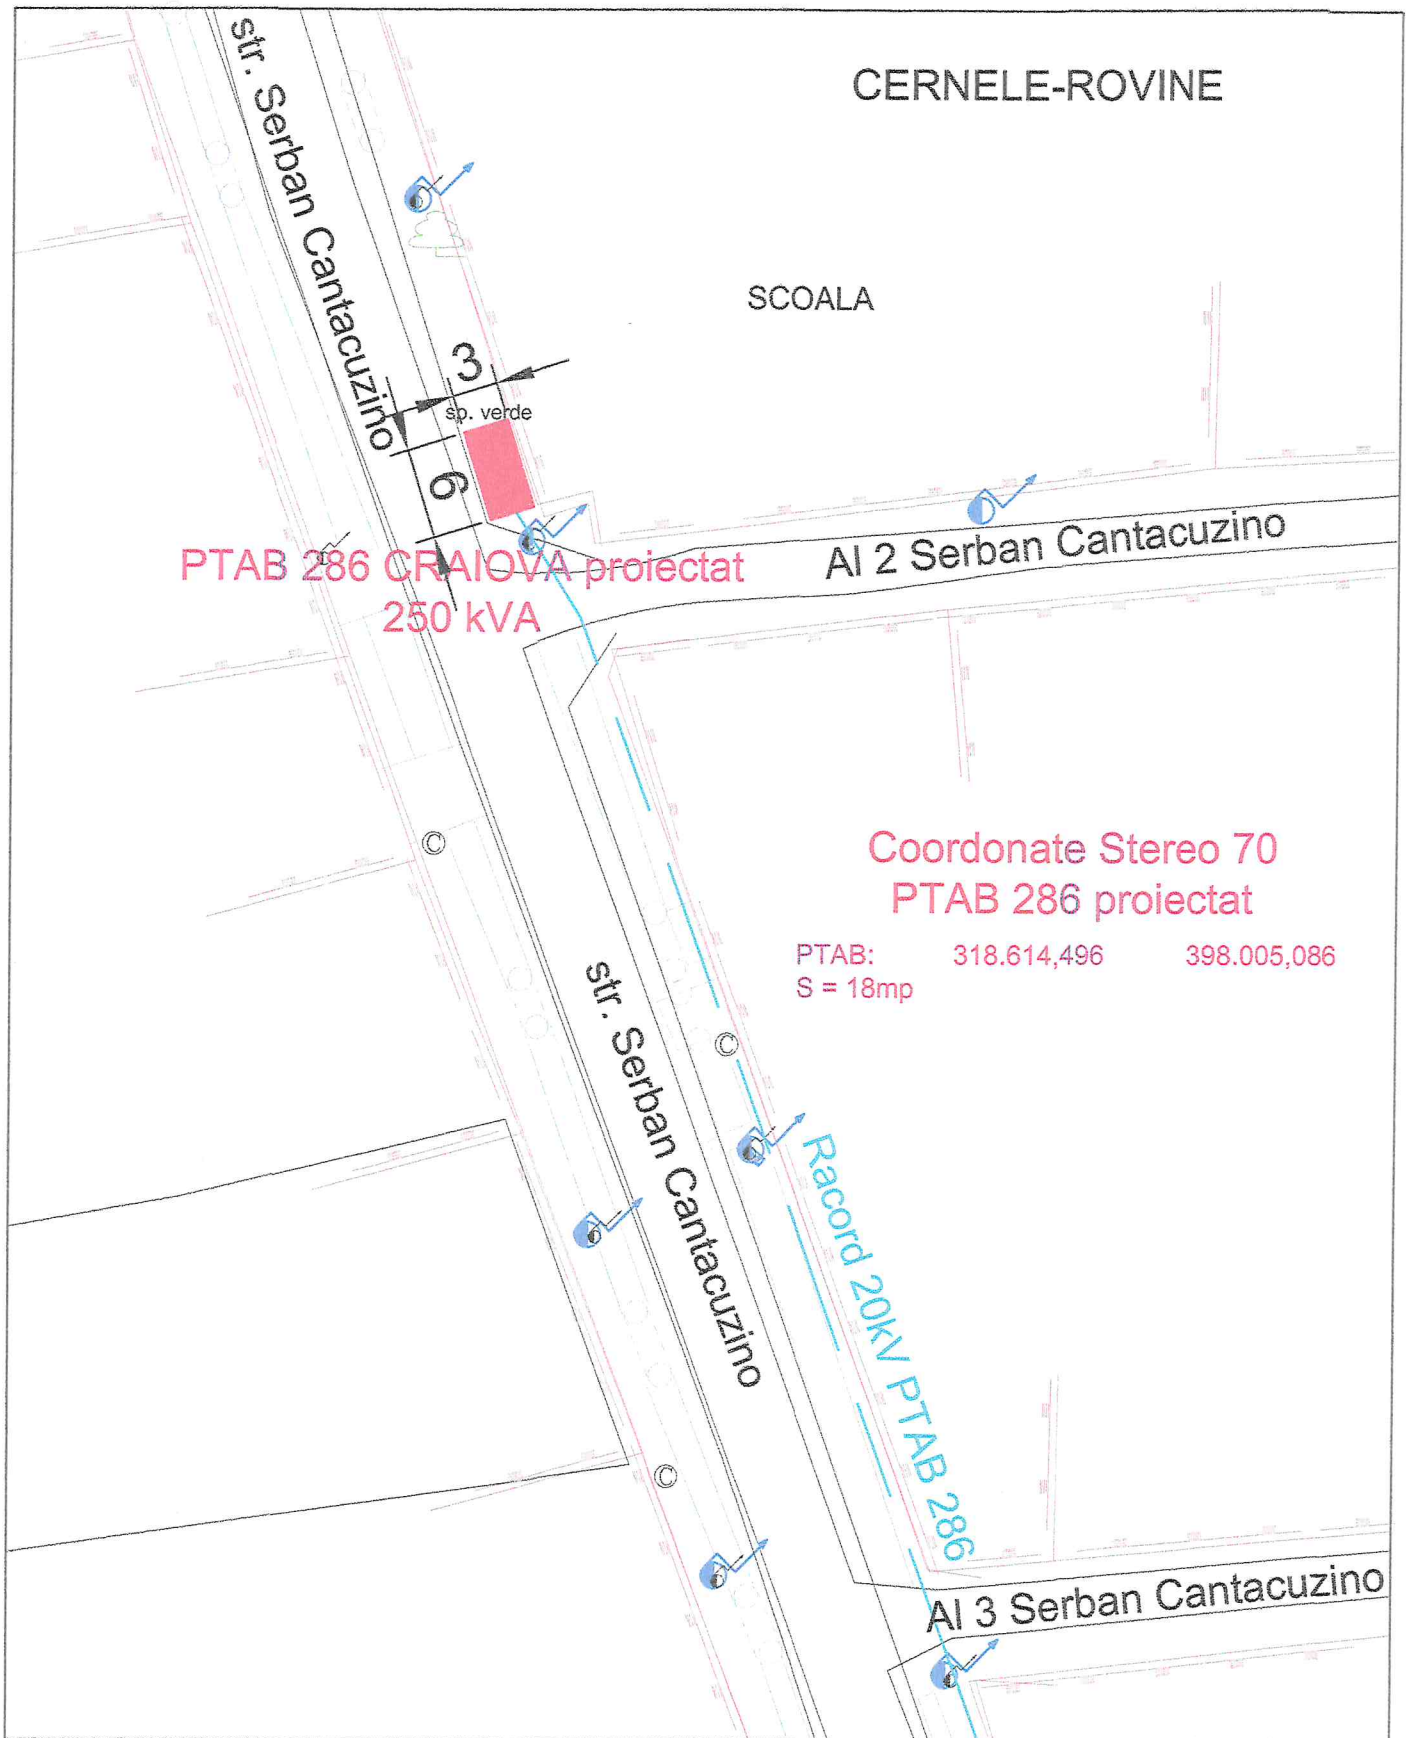 CERNELE-ROVINE
str. Serban Cantacuzino
SCOALA
3
sp. verde
6
PTAB 286 CRAIOVA proiectat
250 kVA
Al 2 Serban Cantacuzino
C
Coordonate Stereo 70
PTAB 286 proiectat
PTAB: 318.614,496 398.005,086
S = 18mp
str. Serban Cantacuzino
C
Racord 20kV PTAB 286
C
Al 3 Serban Cantacuzino